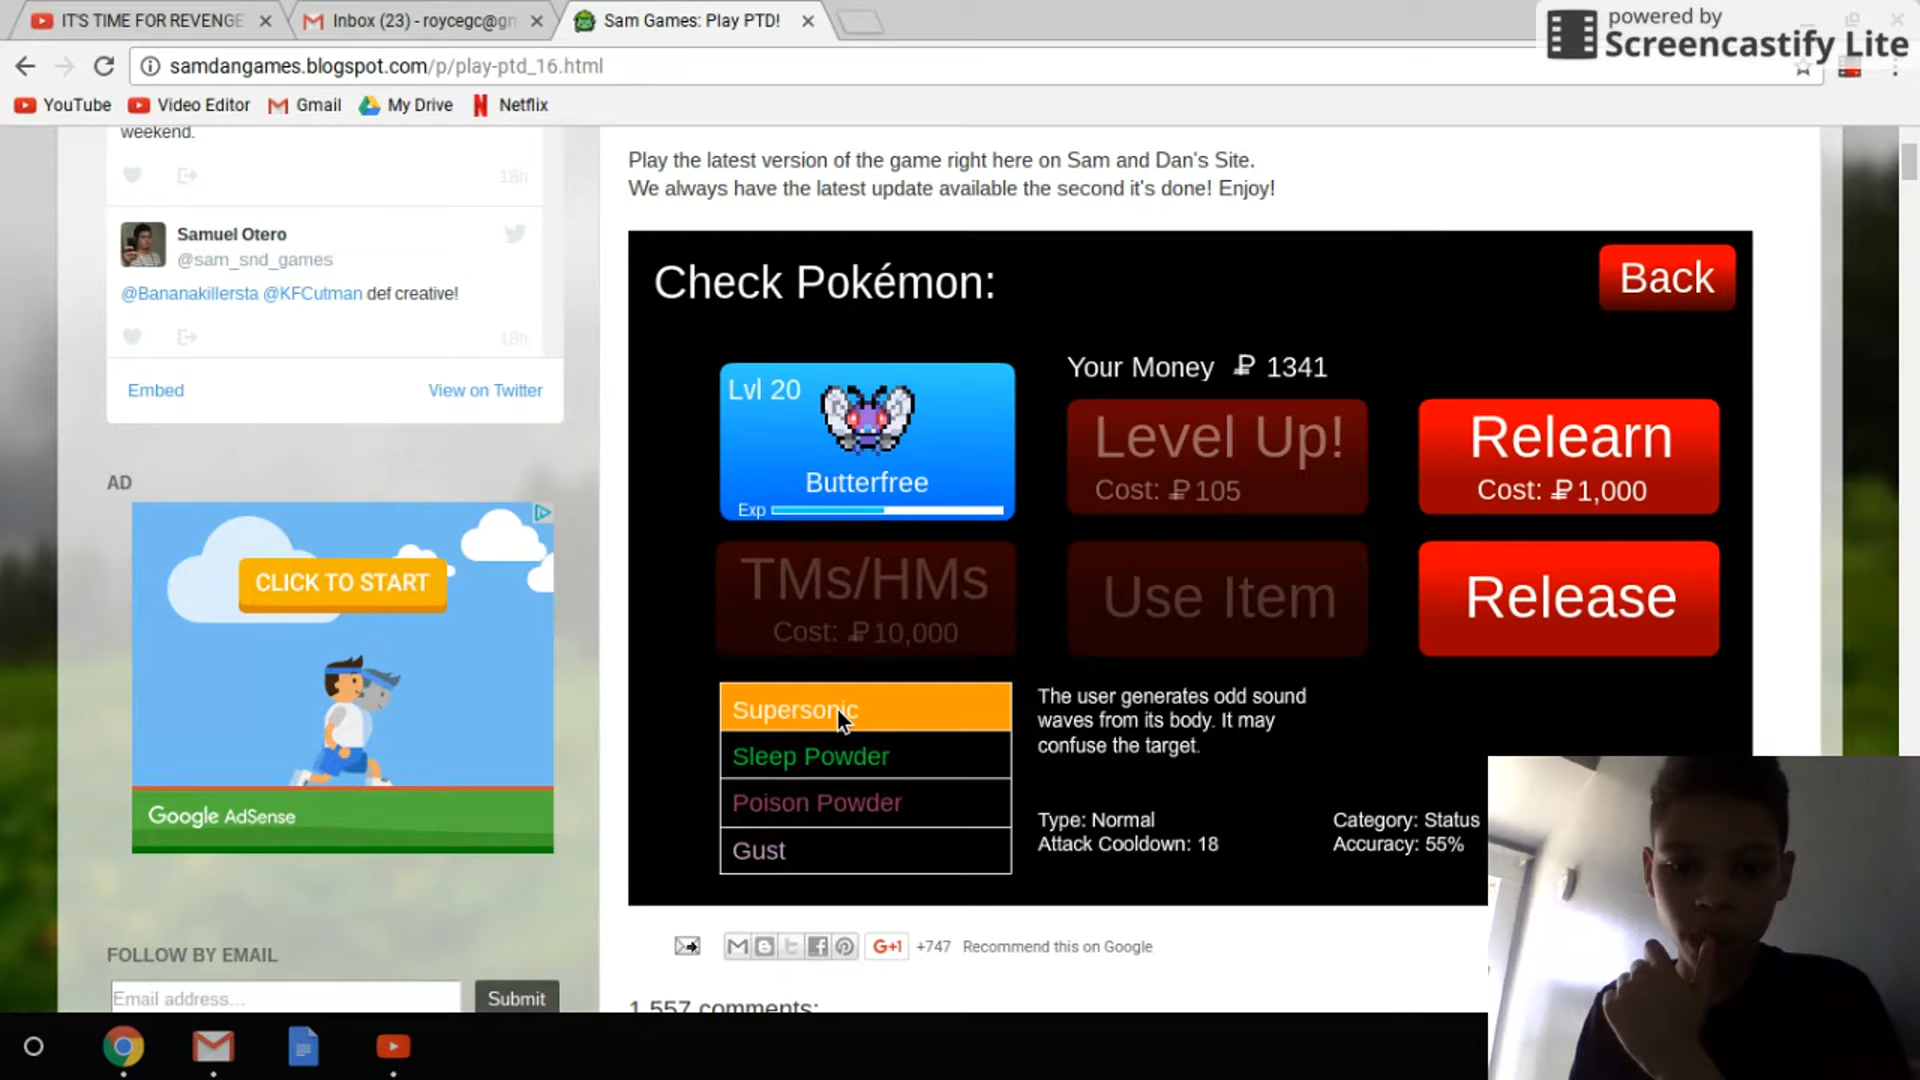 IT'S TIME FOR REVENGE
Inbox (23) - roycegc@gm
Sam Games: Play PTD!
powered by
Screencastify Lite
samdangames.blogspot.com/p/play-ptd_16.html
YouTube
Video Editor
Gmail
My Drive
Netflix
weekend.
18h
Samuel Otero
@sam_snd_games
@Bananakillersta @KFCutman def creative!
18h
Embed
View on Twitter
AD
CLICK TO START
Google AdSense
FOLLOW BY EMAIL
Email address...
Submit
Play the latest version of the game right here on Sam and Dan's Site.
We always have the latest update available the second it's done! Enjoy!
Check Pokémon:
Back
Lvl 20
Butterfree
Exp
Your Money ₽ 1341
Level Up!
Cost: ₽105
Relearn
Cost: ₽1,000
TMs/HMs
Cost: ₽10,000
Use Item
Release
Supersonic
Sleep Powder
Poison Powder
Gust
The user generates odd sound
waves from its body. It may
confuse the target.
Type: Normal
Attack Cooldown: 18
Category: Status
Accuracy: 55%
G+1
+747
Recommend this on Google
1,557 comments: